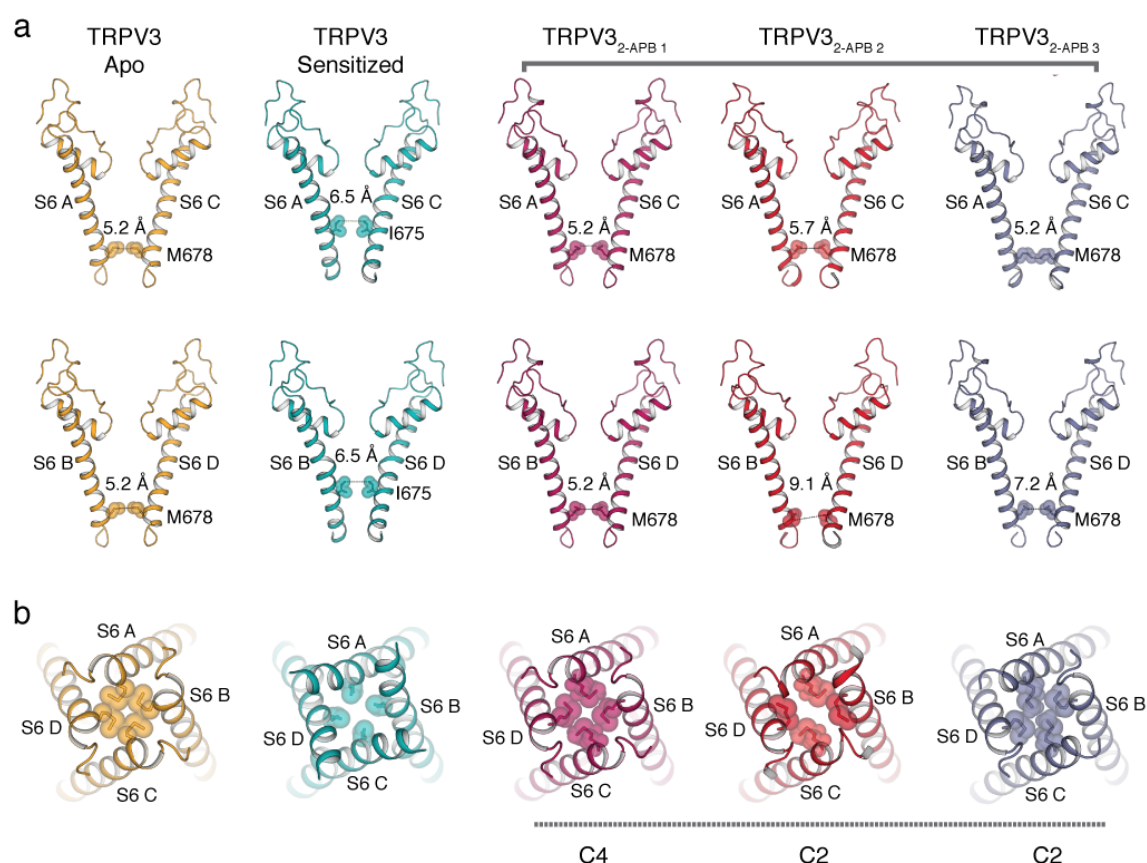 a
TRPV3 Apo
TRPV3 Sensitized
TRPV3 2-APB 1
TRPV3 2-APB 2
TRPV3 2-APB 3
S6 A
S6 C
5.2 Å
M678
S6 A
S6 C
6.5 Å
I675
S6 A
S6 C
5.2 Å
M678
S6 A
S6 C
5.7 Å
M678
S6 A
S6 C
5.2 Å
M678
S6 B
S6 D
5.2 Å
M678
S6 B
S6 D
6.5 Å
I675
S6 B
S6 D
5.2 Å
M678
S6 B
S6 D
9.1 Å
M678
S6 B
S6 D
7.2 Å
M678
b
S6 A
S6 B
S6 D
S6 C
S6 A
S6 B
S6 D
S6 C
S6 A
S6 B
S6 D
S6 C
S6 A
S6 B
S6 D
S6 C
S6 A
S6 B
S6 D
S6 C
C4
C2
C2